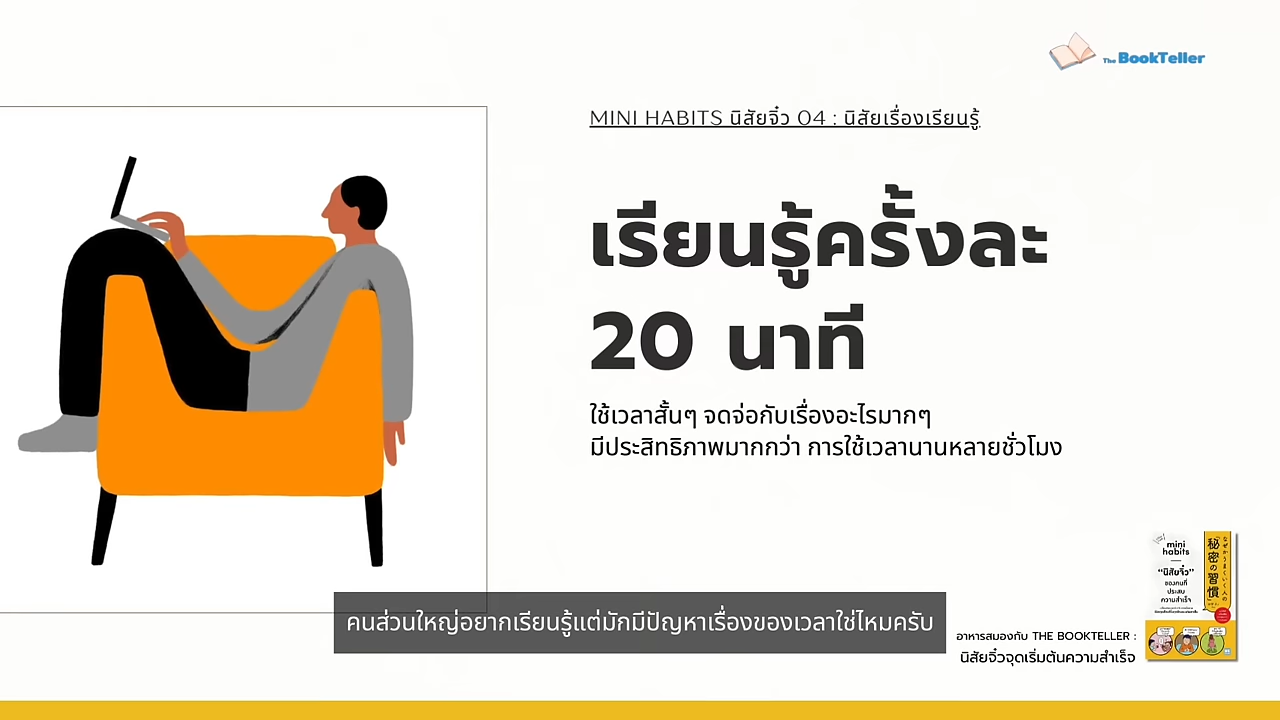 The BookTeller
MINI HABITS นิสัยจิ๋ว 04 : นิสัยเรื่องเรียนรู้
เรียนรู้ครั้งละ
20 นาที
ใช้เวลาสั้นๆ จดจ่อกับเรื่องอะไรมากๆ
มีประสิทธิภาพมากกว่า การใช้เวลานานหลายชั่วโมง
คนส่วนใหญ่อยากเรียนรู้แต่มักมีปัญหาเรื่องของเวลาใช่ไหมครับ
อาหารสมองกับ THE BOOKTELLER :
นิสัยจิ๋วจุดเริ่มต้นความสำเร็จ
mini
habits
"นิสัยจิ๋ว"
ของคนที่
ประสบ
ความสำเร็จ
なぜかうまくいく人の
「秘密の習慣」